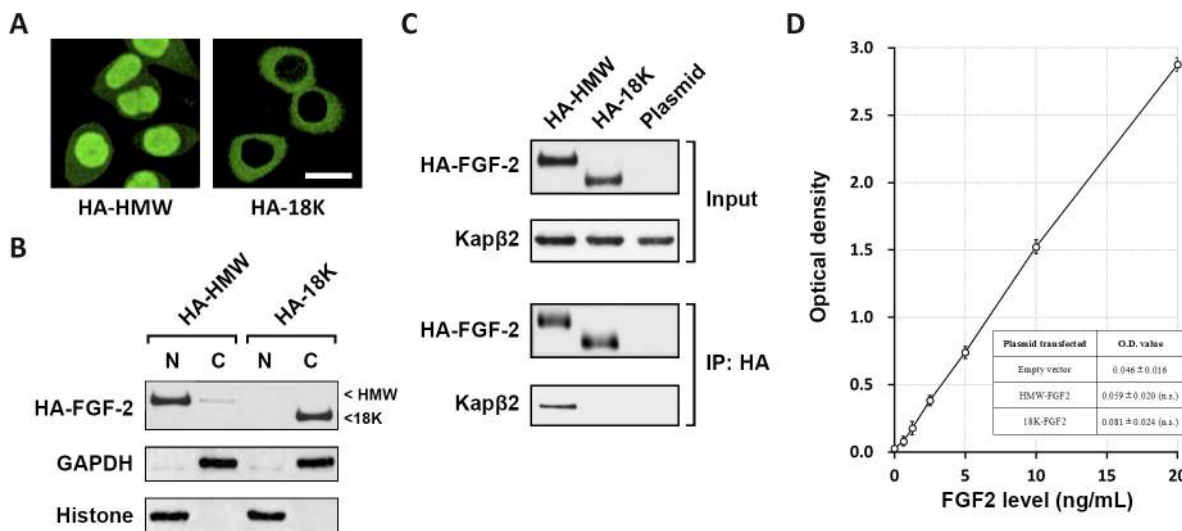 A
HA-HMW
HA-18K
B
HA-HMW
HA-18K
N
C
N
C
HA-FGF-2
< HMW
<18K
GAPDH
Histone
C
HA-HMW
HA-18K
Plasmid
HA-FGF-2
Kapβ2
Input
HA-FGF-2
Kapβ2
IP: HA
D
Optical density
3.0
2.5
2.0
1.5
1.0
0.5
0.0
0
5
10
15
20
FGF2 level (ng/mL)
Plasmid transfected O.D. value
Empty vector 0.046 ± 0.016
HMW-FGF2 0.059 ± 0.020 (n.s.)
18K-FGF2 0.081 ± 0.024 (n.s.)